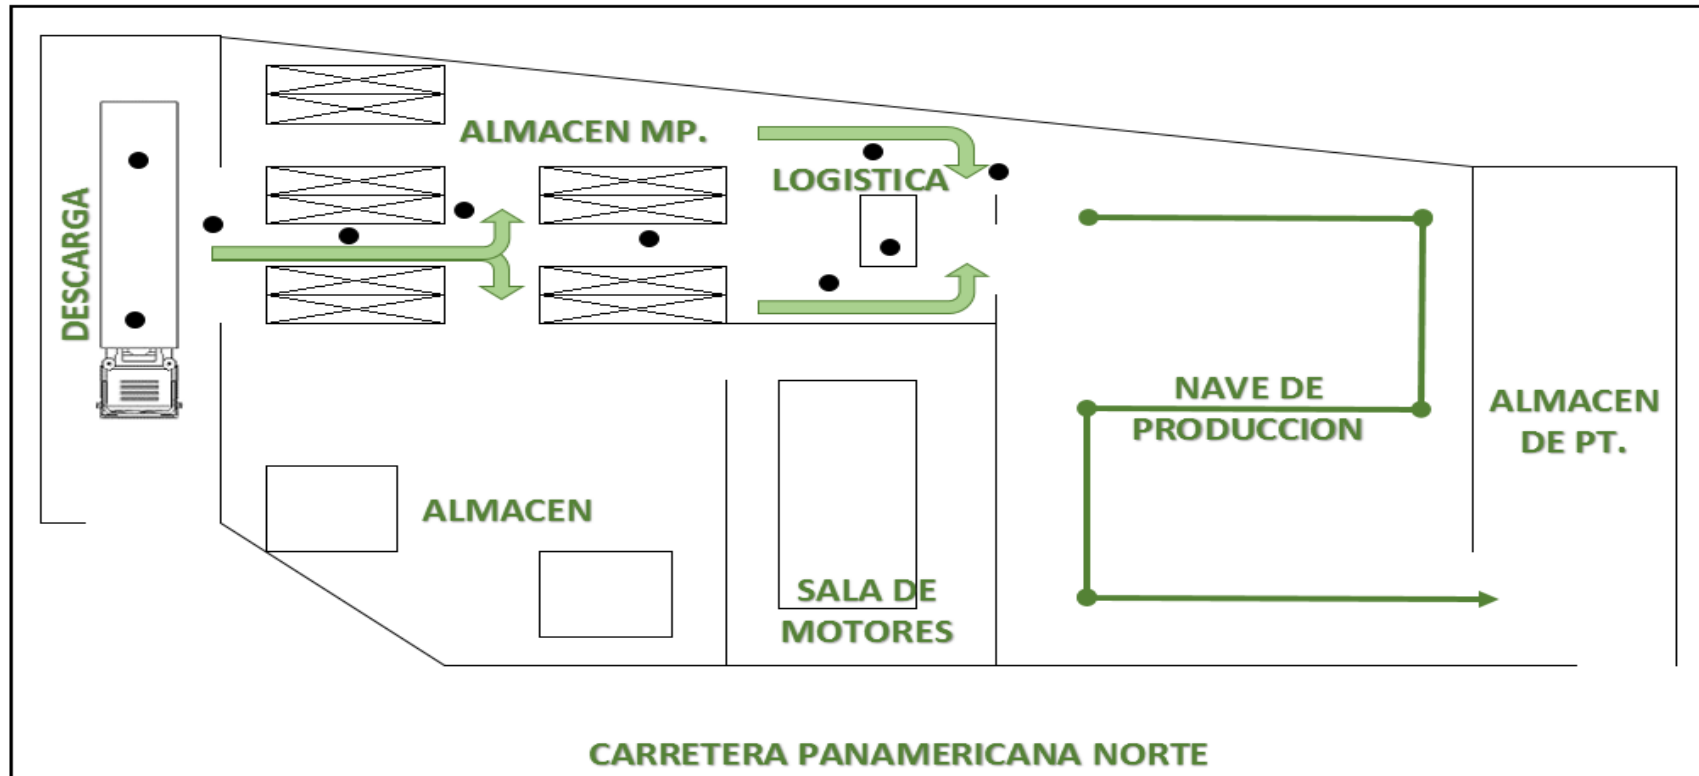 ALMACEN MP.
LOGISTICA
DESCARGA
NAVE DE
PRODUCCION
ALMACEN
DE PT.
ALMACEN
SALA DE
MOTORES
CARRETERA PANAMERICANA NORTE